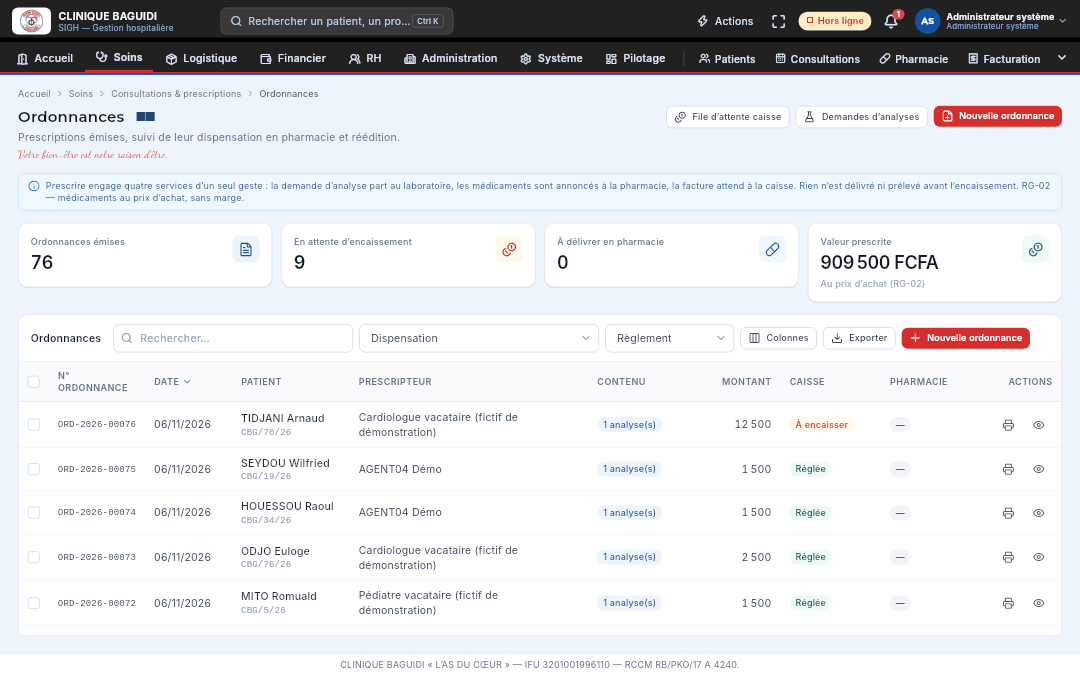 CLINIQUE BAGUIDI
SIGH — Gestion hospitalière
Rechercher un patient, un pro... Ctrl K
Actions
Hors ligne
1
AS
Administrateur système
Administrateur système
Accueil
Soins
Logistique
Financier
RH
Administration
Système
Pilotage
Patients
Consultations
Pharmacie
Facturation
Accueil > Soins > Consultations & prescriptions > Ordonnances
Ordonnances
Prescriptions émises, suivi de leur dispensation en pharmacie et réédition.
Votre bien-être est notre raison d'être.
File d'attente caisse
Demandes d'analyses
Nouvelle ordonnance
Prescrire engage quatre services d'un seul geste : la demande d'analyse part au laboratoire, les médicaments sont annoncés à la pharmacie, la facture attend à la caisse. Rien n'est délivré ni prélevé avant l'encaissement. RG-02
— médicaments au prix d'achat, sans marge.
Ordonnances émises
76
En attente d'encaissement
9
À délivrer en pharmacie
0
Valeur prescrite
909 500 FCFA
Au prix d'achat (RG-02)
Ordonnances
Rechercher...
Dispensation
Règlement
Colonnes
Exporter
Nouvelle ordonnance
N° ORDONNANCE
DATE
PATIENT
PRESCRIPTEUR
CONTENU
MONTANT
CAISSE
PHARMACIE
ACTIONS
ORD-2026-00076 06/11/2026 TIDJANI Arnaud Cardiologue vacataire (fictif de 1 analyse(s) 12 500 À encaisser —
CBG/70/26 démonstration)
ORD-2026-00075 06/11/2026 SEYDOU Wilfried AGENT04 Démo 1 analyse(s) 1 500 Réglée —
CBG/19/26
ORD-2026-00074 06/11/2026 HOUESSOU Raoul AGENT04 Démo 1 analyse(s) 1 500 Réglée —
CBG/34/26
ORD-2026-00073 06/11/2026 ODJO Euloge Cardiologue vacataire (fictif de 1 analyse(s) 2 500 Réglée —
CBG/76/26 démonstration)
ORD-2026-00072 06/11/2026 MITO Romuald Pédiatre vacataire (fictif de 1 analyse(s) 1 500 Réglée —
CBG/5/26 démonstration)
CLINIQUE BAGUIDI « L'AS DU CŒUR » — IFU 3201001996110 — RCCM RB/PKO/17 A 4240.